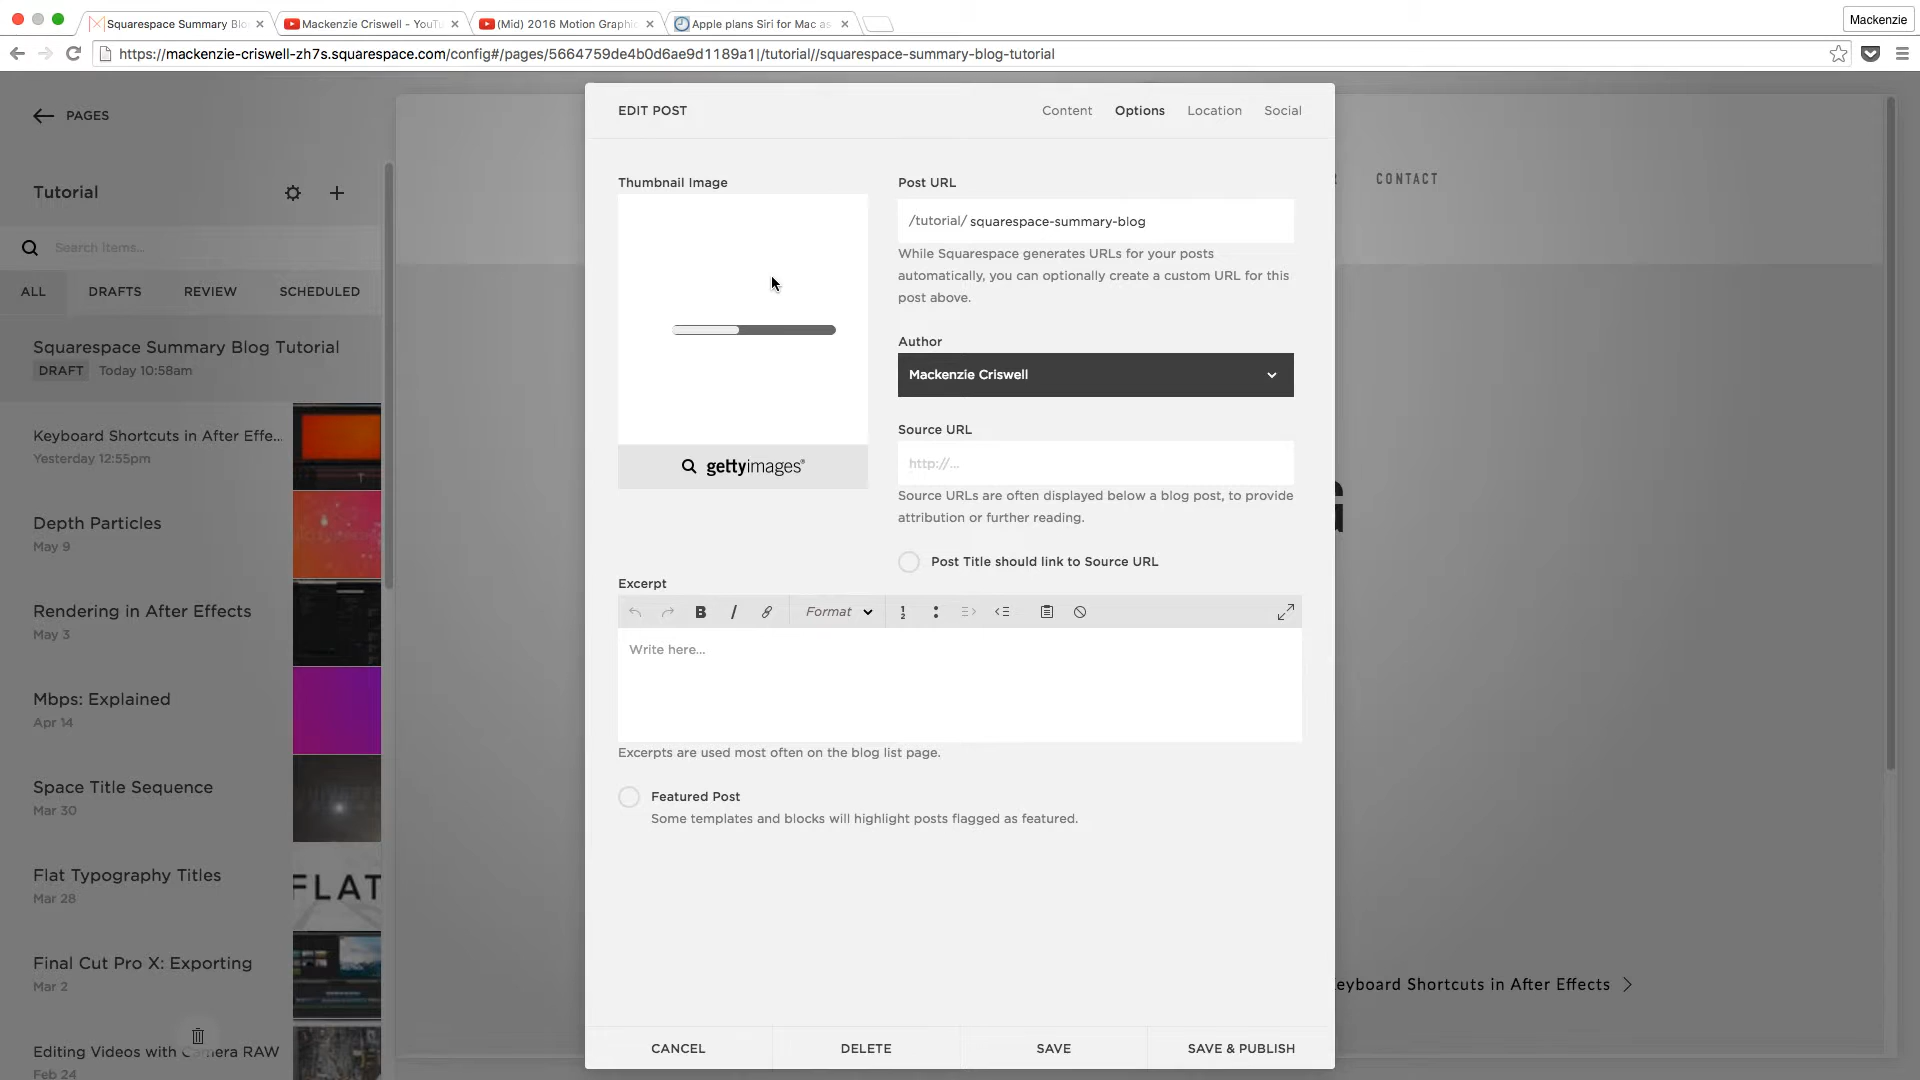 Squarespace Summary Blo
Mackenzie Criswell - YouTu
(Mid) 2016 Motion Graphi
Apple plans Siri for Mac as
Mackenzie
https://mackenzie-criswell-zh7s.squarespace.com/config#/pages/5664759de4b0d6ae9d1189a1|/tutorial//squarespace-summary-blog-tutorial
PAGES
Tutorial
Search items...
ALL DRAFTS REVIEW SCHEDULED
Squarespace Summary Blog Tutorial
DRAFT Today 10:58am
Keyboard Shortcuts in After Effe...
Yesterday 12:55pm
Depth Particles
May 9
Rendering in After Effects
May 3
Mbps: Explained
Apr 14
Space Title Sequence
Mar 30
Flat Typography Titles
Mar 28
FLAT
Final Cut Pro X: Exporting
Mar 2
Editing Videos with Camera RAW
Feb 24
EDIT POST
Content Options Location Social
Thumbnail Image
gettyimages®
Post URL
/tutorial/ squarespace-summary-blog
While Squarespace generates URLs for your posts
automatically, you can optionally create a custom URL for this
post above.
Author
Mackenzie Criswell
Source URL
http://...
Source URLs are often displayed below a blog post, to provide
attribution or further reading.
Post Title should link to Source URL
Excerpt
B I Format
Write here...
Excerpts are used most often on the blog list page.
Featured Post
Some templates and blocks will highlight posts flagged as featured.
CANCEL DELETE SAVE SAVE & PUBLISH
CONTACT
eyboard Shortcuts in After Effects